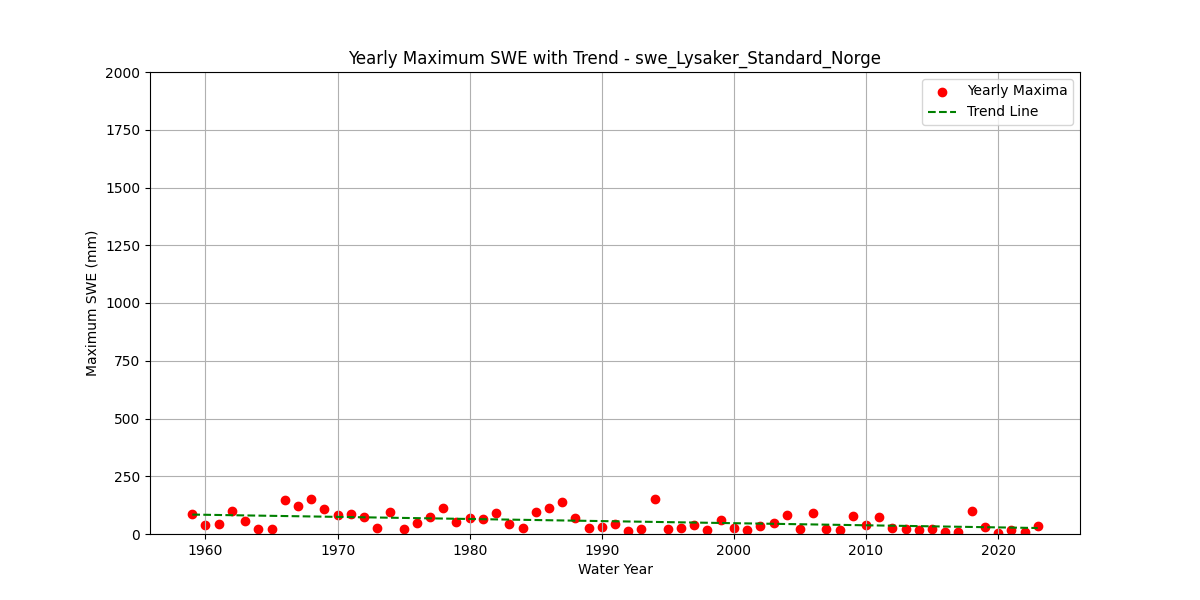 Yearly Maximum SWE with Trend - swe_Lysaker_Standard_Norge
Yearly Maxima
Trend Line
Maximum SWE (mm)
2000
1750
1500
1250
1000
750
500
250
0
1960 1970 1980 1990 2000 2010 2020
Water Year